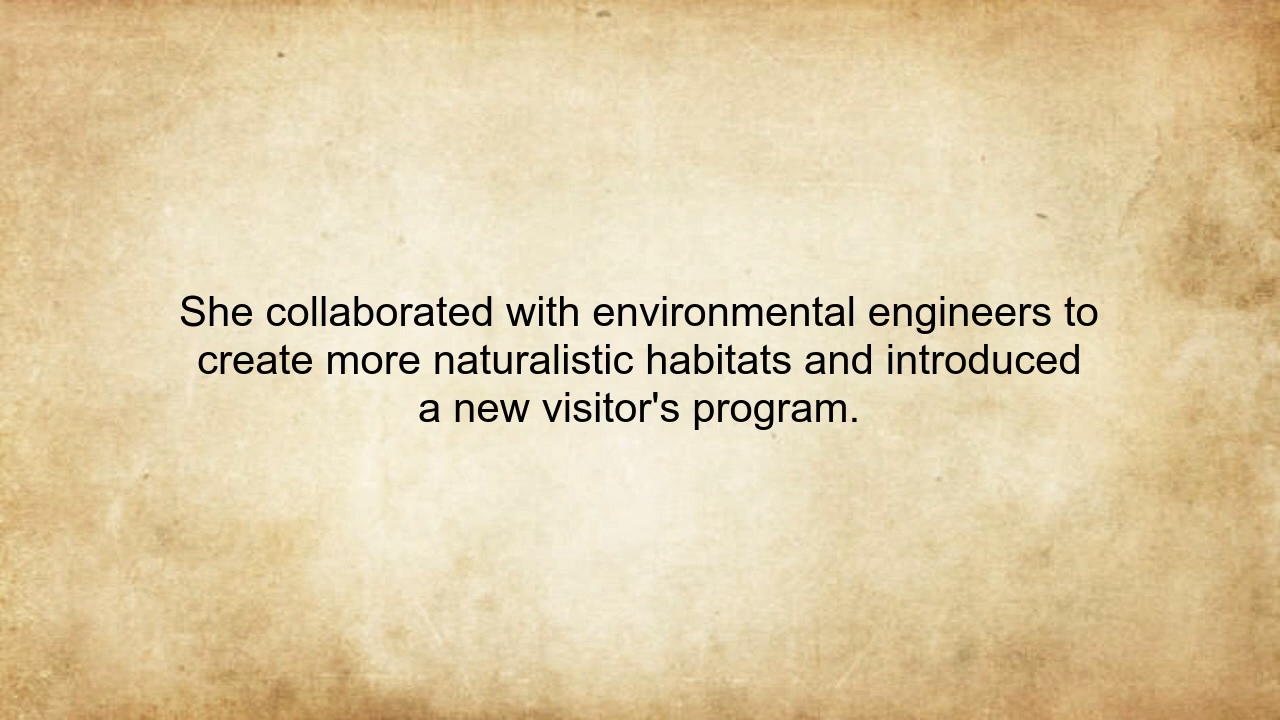 She collaborated with environmental engineers to
create more naturalistic habitats and introduced
a new visitor's program.